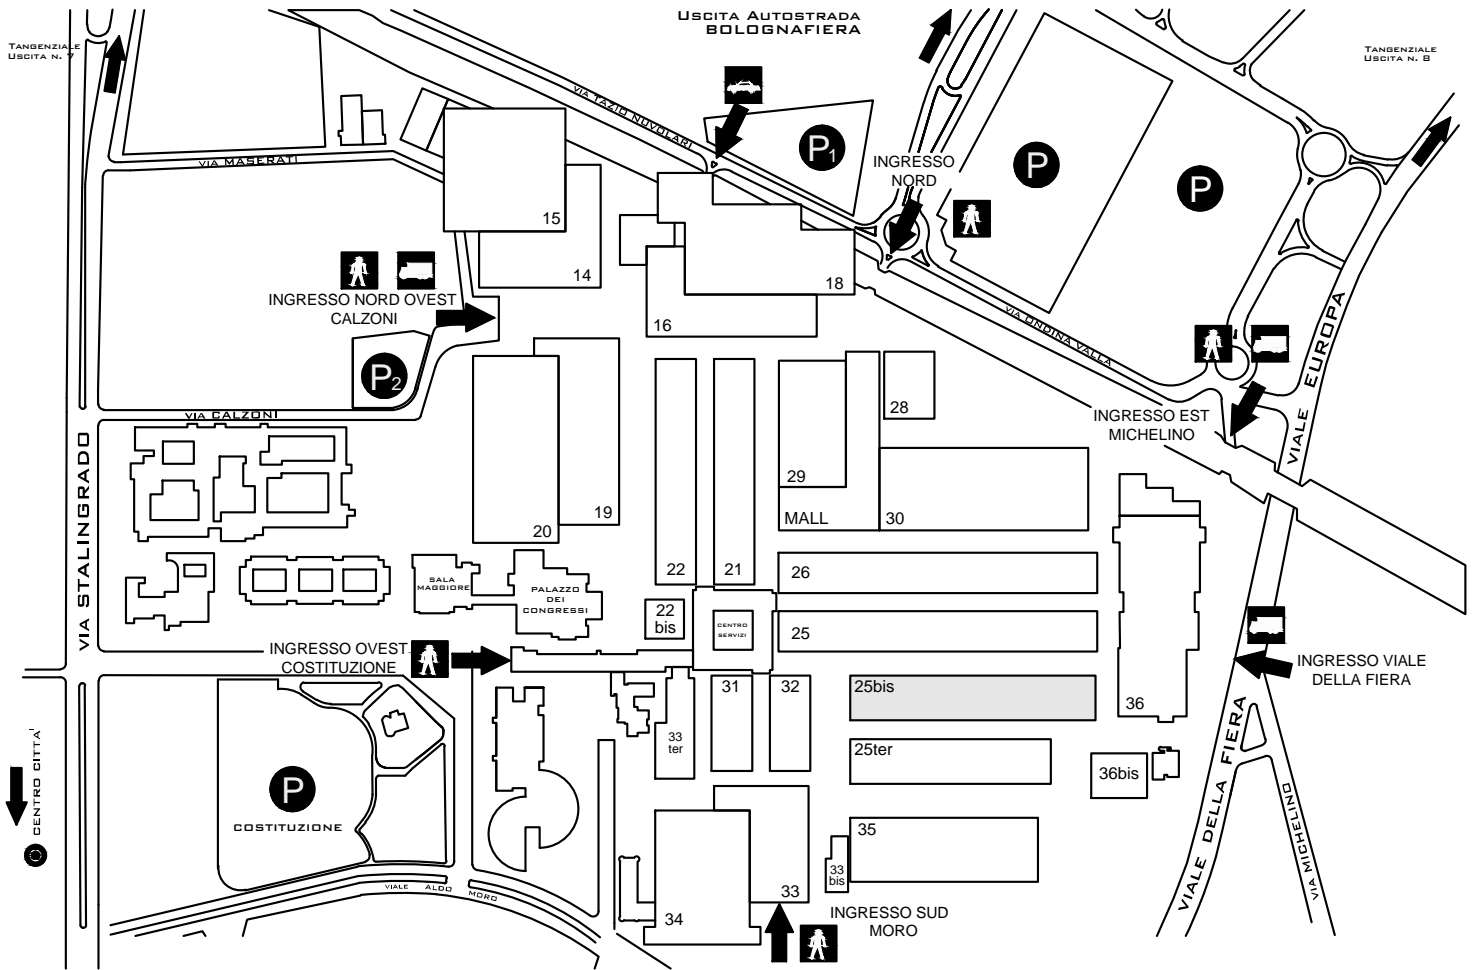 USCITA AUTOSTRADA
BOLOGNAFIERA
TANGENZIALE
USCITA N. 7
TANGENZIALE
USCITA N. 8
VIA TAZIO NUVOLARI
P1
INGRESSO
NORD
P
P
VIA MASERATI
15
14
18
16
INGRESSO NORD OVEST
CALZONI
P2
VIA CALZONI
VIA ONDINA VALLA
VIALE EUROPA
INGRESSO EST
MICHELINO
28
29
MALL
30
19
20
VIA STALINGRADO
22
21
26
SALA
MAGGIORE
PALAZZO
DEI
CONGRESSI
22
bis
CENTRO
SERVIZI
25
INGRESSO OVEST
COSTITUZIONE
INGRESSO VIALE
DELLA FIERA
31
32
25bis
36
33
ter
25ter
36bis
CENTRO CITTA'
P
COSTITUZIONE
VIALE DELLA FIERA
VIA MICHELINO
35
33
bis
33
34
VIALE ALDO MORO
INGRESSO SUD
MORO